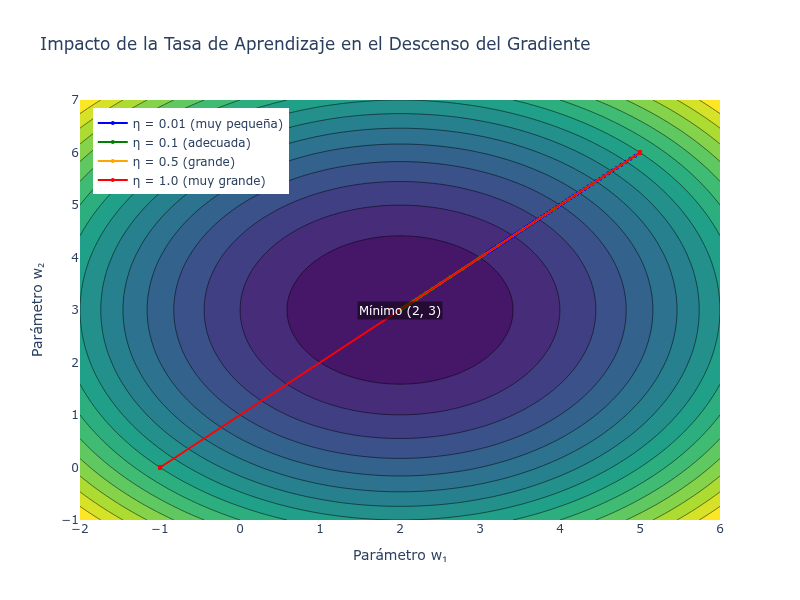 Impacto de la Tasa de Aprendizaje en el Descenso del Gradiente
η = 0.01 (muy pequeña)
η = 0.1 (adecuada)
η = 0.5 (grande)
η = 1.0 (muy grande)
Mínimo (2, 3)
7
6
5
4
3
2
1
0
−1
−2
−1
0
1
2
3
4
5
6
Parámetro w₂
Parámetro w₁